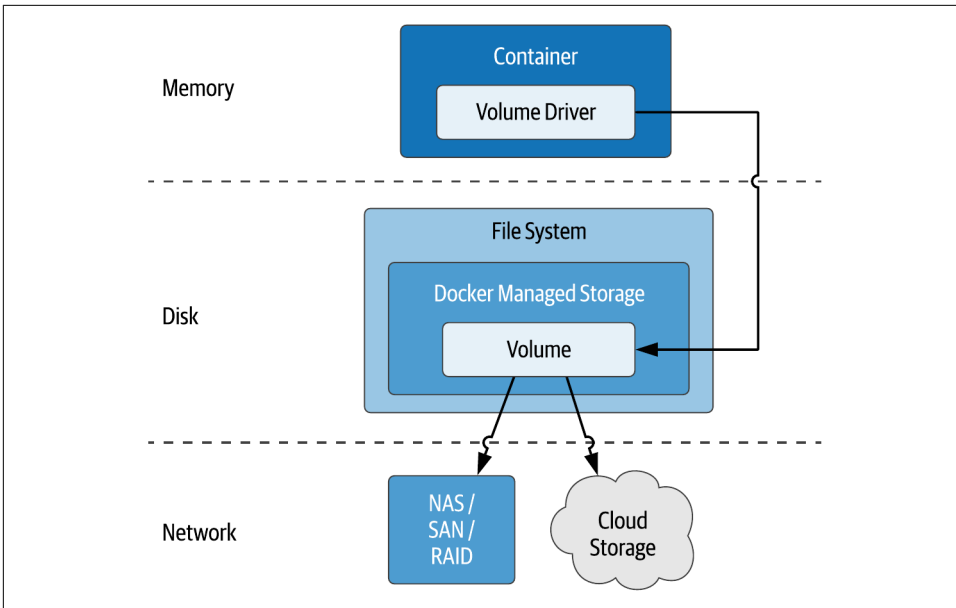 Container
Memory
Volume Driver
File System
Docker Managed Storage
Disk
Volume
NAS /
SAN /
RAID
Network
Cloud
Storage